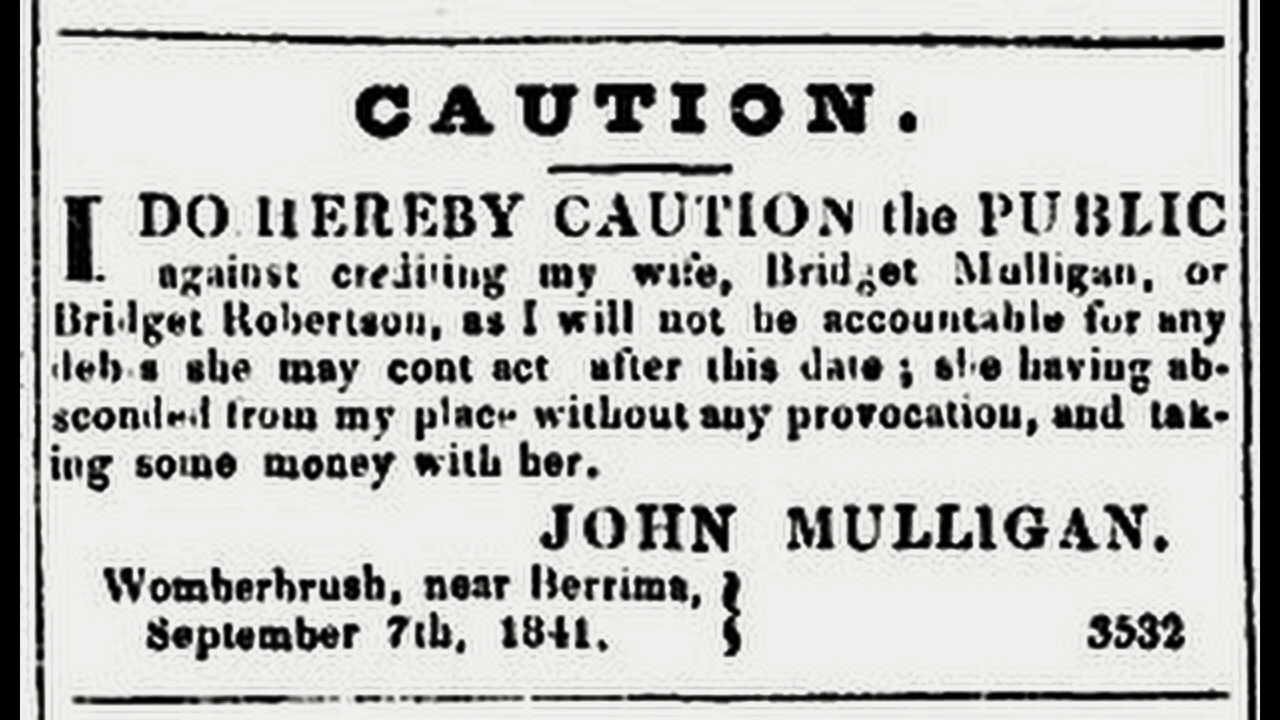 CAUTION.
I DO HEREBY CAUTION the PUBLIC
against crediting my wife, Bridget Mulligan, or
Bridget Robertson, as I will not be accountable for any
debts she may cont act after this date ; she having ab-
sconded from my place without any provocation, and tak-
ing some money with her.
JOHN MULLIGAN.
Womberbrush, near Berrima, }
September 7th, 1841.
3532